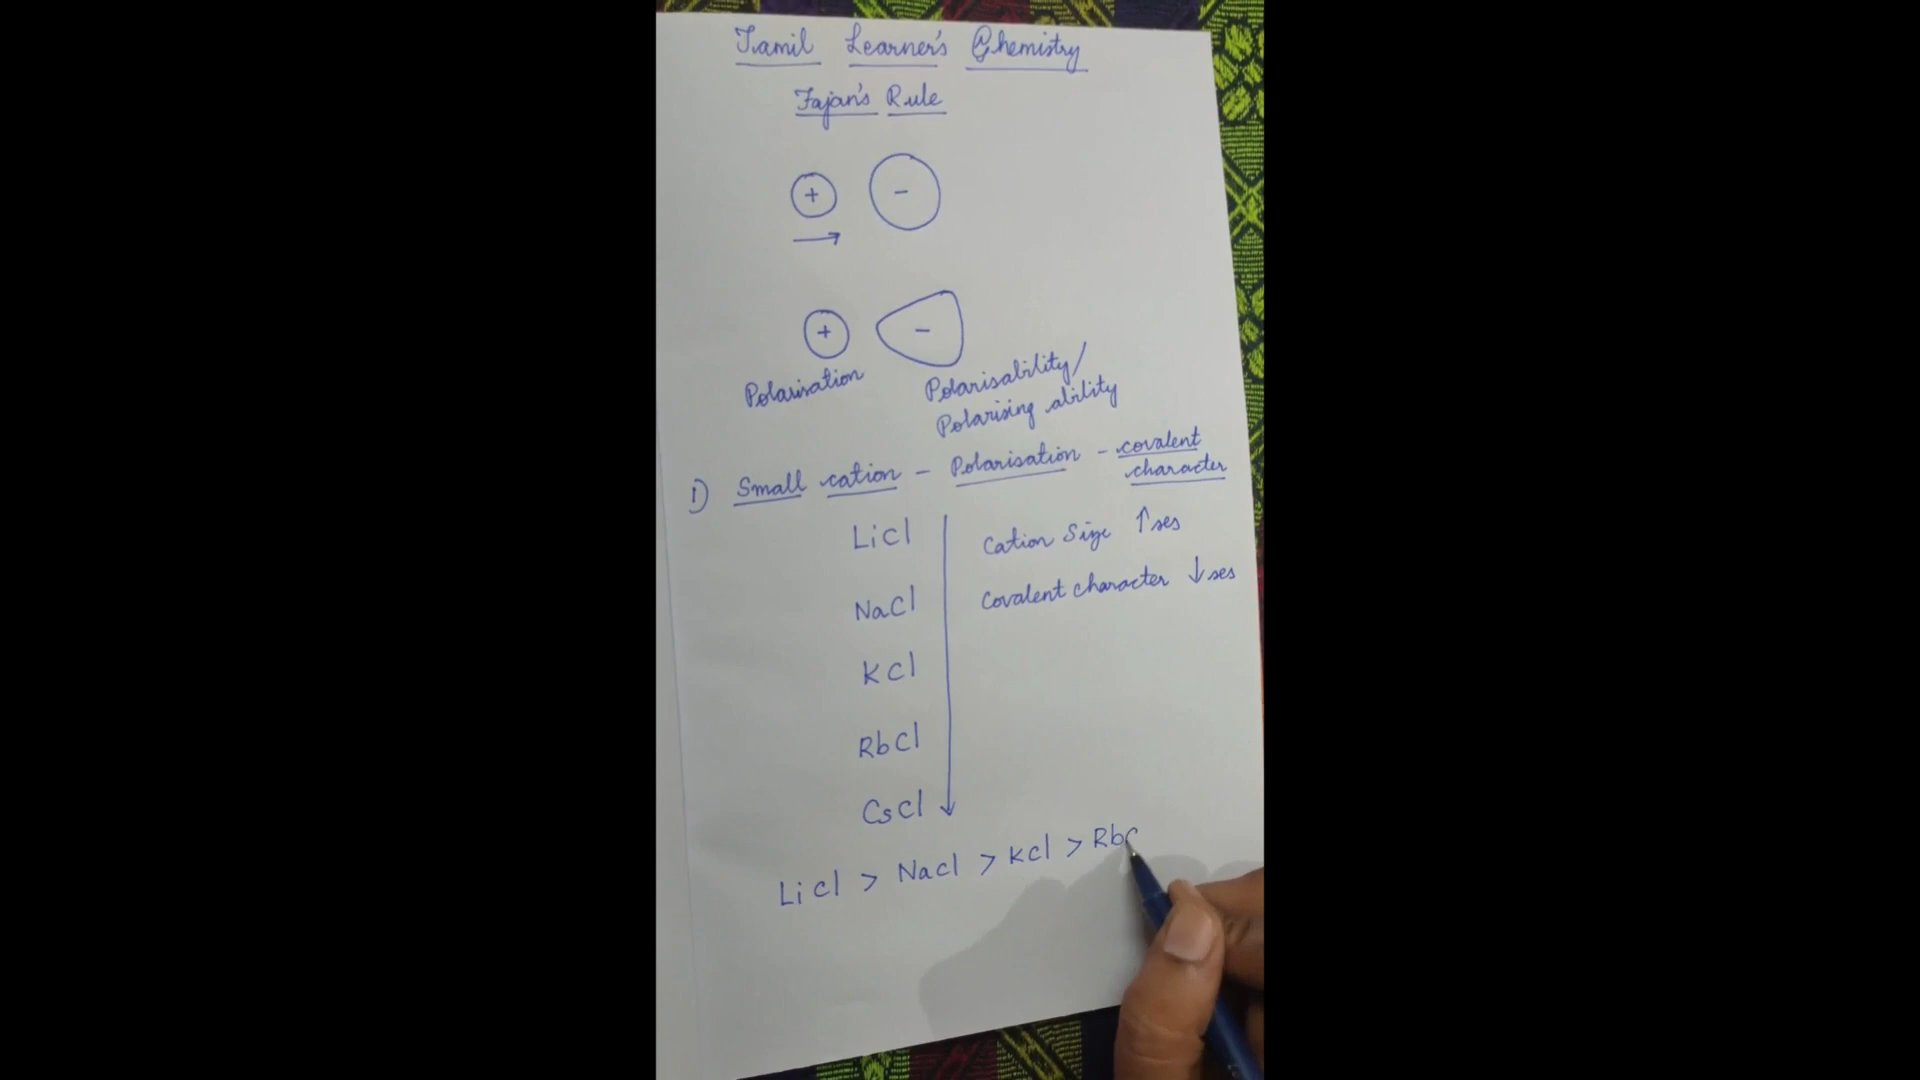 Tamil Learner's Chemistry
Fajan's Rule
+ -
+ -
Polarisation
Polarisability/
Polarising ability
1) Small cation - Polarisation - covalent
character
LiCl
Cation Size ↑ses
Covalent character ↓ses
NaCl
KCl
RbCl
CsCl
LiCl > NaCl > KCl > RbC